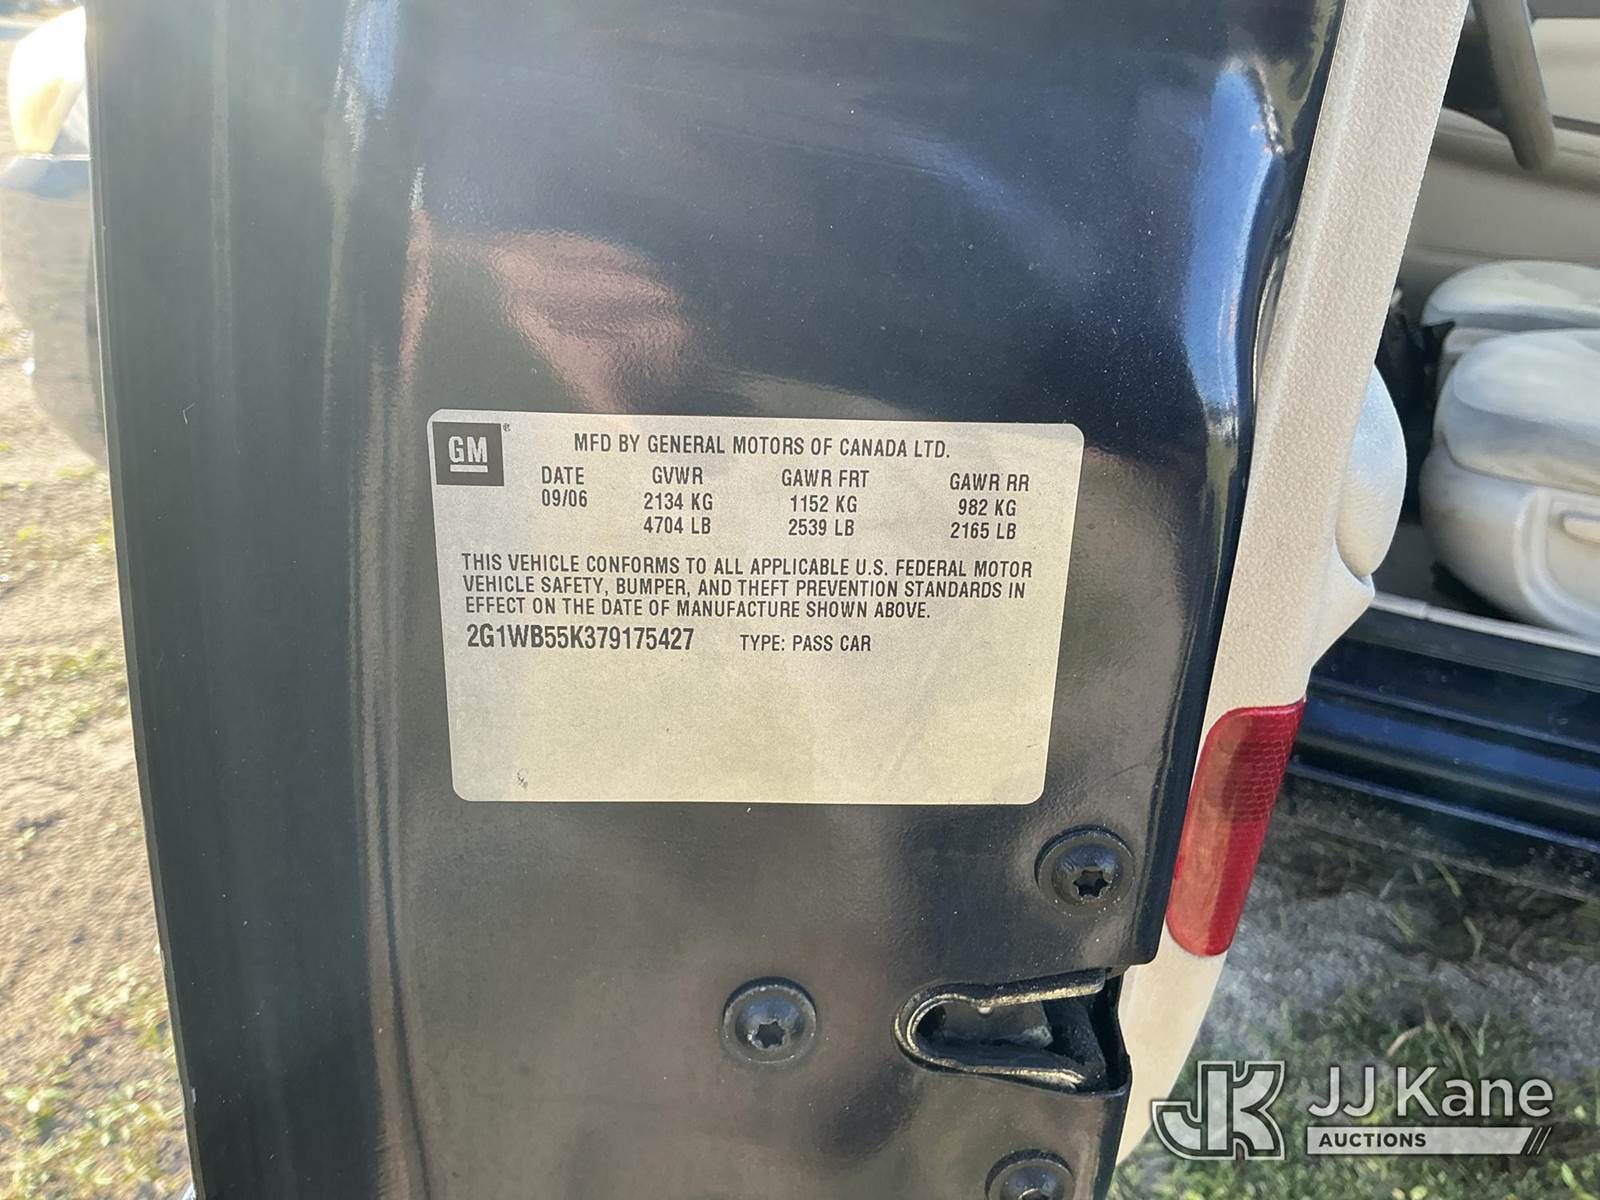 GM®
MFD BY GENERAL MOTORS OF CANADA LTD.
DATE GVWR GAWR FRT GAWR RR
09/06 2134 KG 1152 KG 982 KG
4704 LB 2539 LB 2165 LB
THIS VEHICLE CONFORMS TO ALL APPLICABLE U.S. FEDERAL MOTOR
VEHICLE SAFETY, BUMPER, AND THEFT PREVENTION STANDARDS IN
EFFECT ON THE DATE OF MANUFACTURE SHOWN ABOVE.
2G1WB55K379175427 TYPE: PASS CAR
JK JJ Kane
AUCTIONS